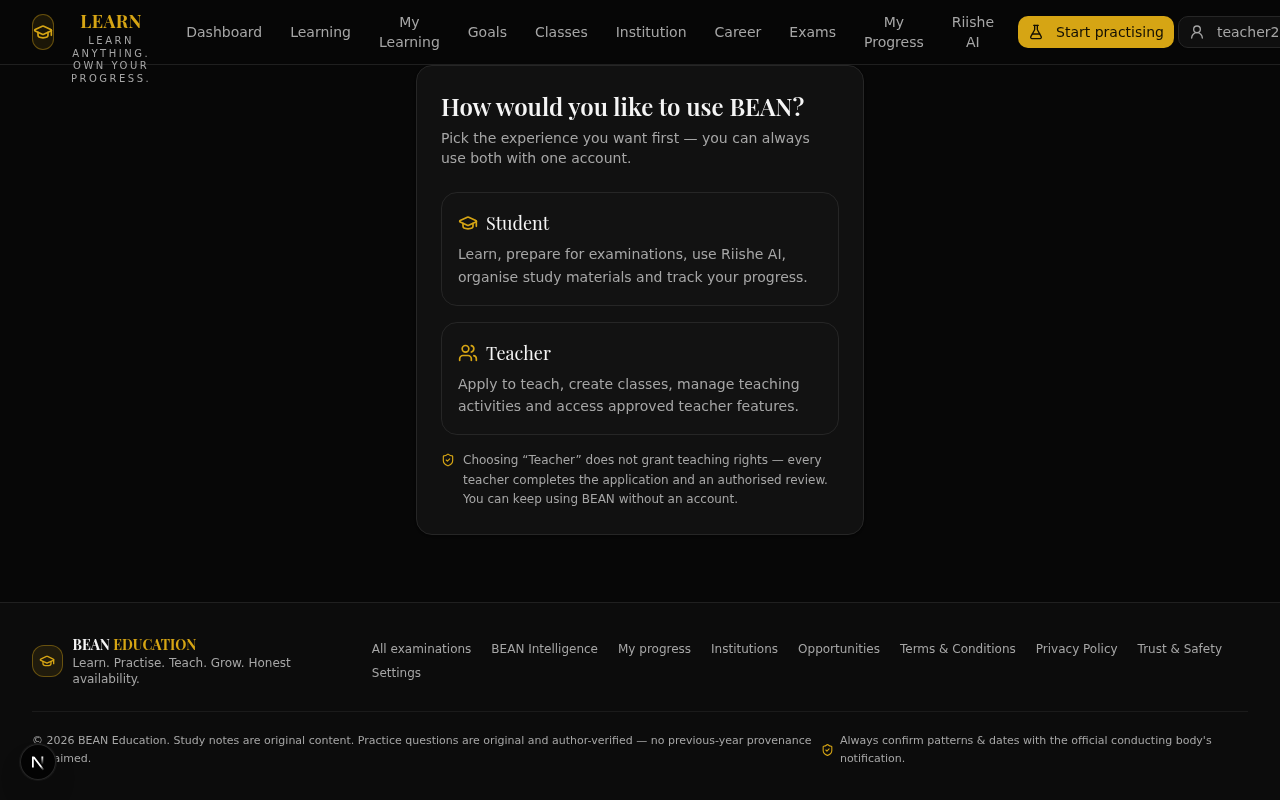 LEARN
LEARN
ANYTHING.
OWN YOUR
PROGRESS.
Dashboard
Learning
My
Learning
Goals
Classes
Institution
Career
Exams
My
Progress
Riishe
AI
Start practising
teacher2
How would you like to use BEAN?
Pick the experience you want first — you can always
use both with one account.
Student
Learn, prepare for examinations, use Riishe AI,
organise study materials and track your progress.
Teacher
Apply to teach, create classes, manage teaching
activities and access approved teacher features.
Choosing “Teacher” does not grant teaching rights — every
teacher completes the application and an authorised review.
You can keep using BEAN without an account.
BEAN EDUCATION
Learn. Practise. Teach. Grow. Honest
availability.
All examinations
BEAN Intelligence
My progress
Institutions
Opportunities
Terms & Conditions
Privacy Policy
Trust & Safety
Settings
© 2026 BEAN Education. Study notes are original content. Practice questions are original and author-verified — no previous-year provenance
aimed.
Always confirm patterns & dates with the official conducting body's
notification.
N